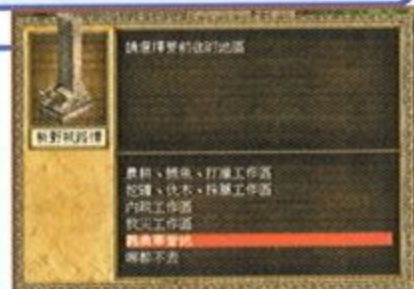 請選擇要前往的地區
農耕、捕魚、打獵工作區
挖礦、伐木、採藥工作區
內政工作區
救災工作區
哪都不去